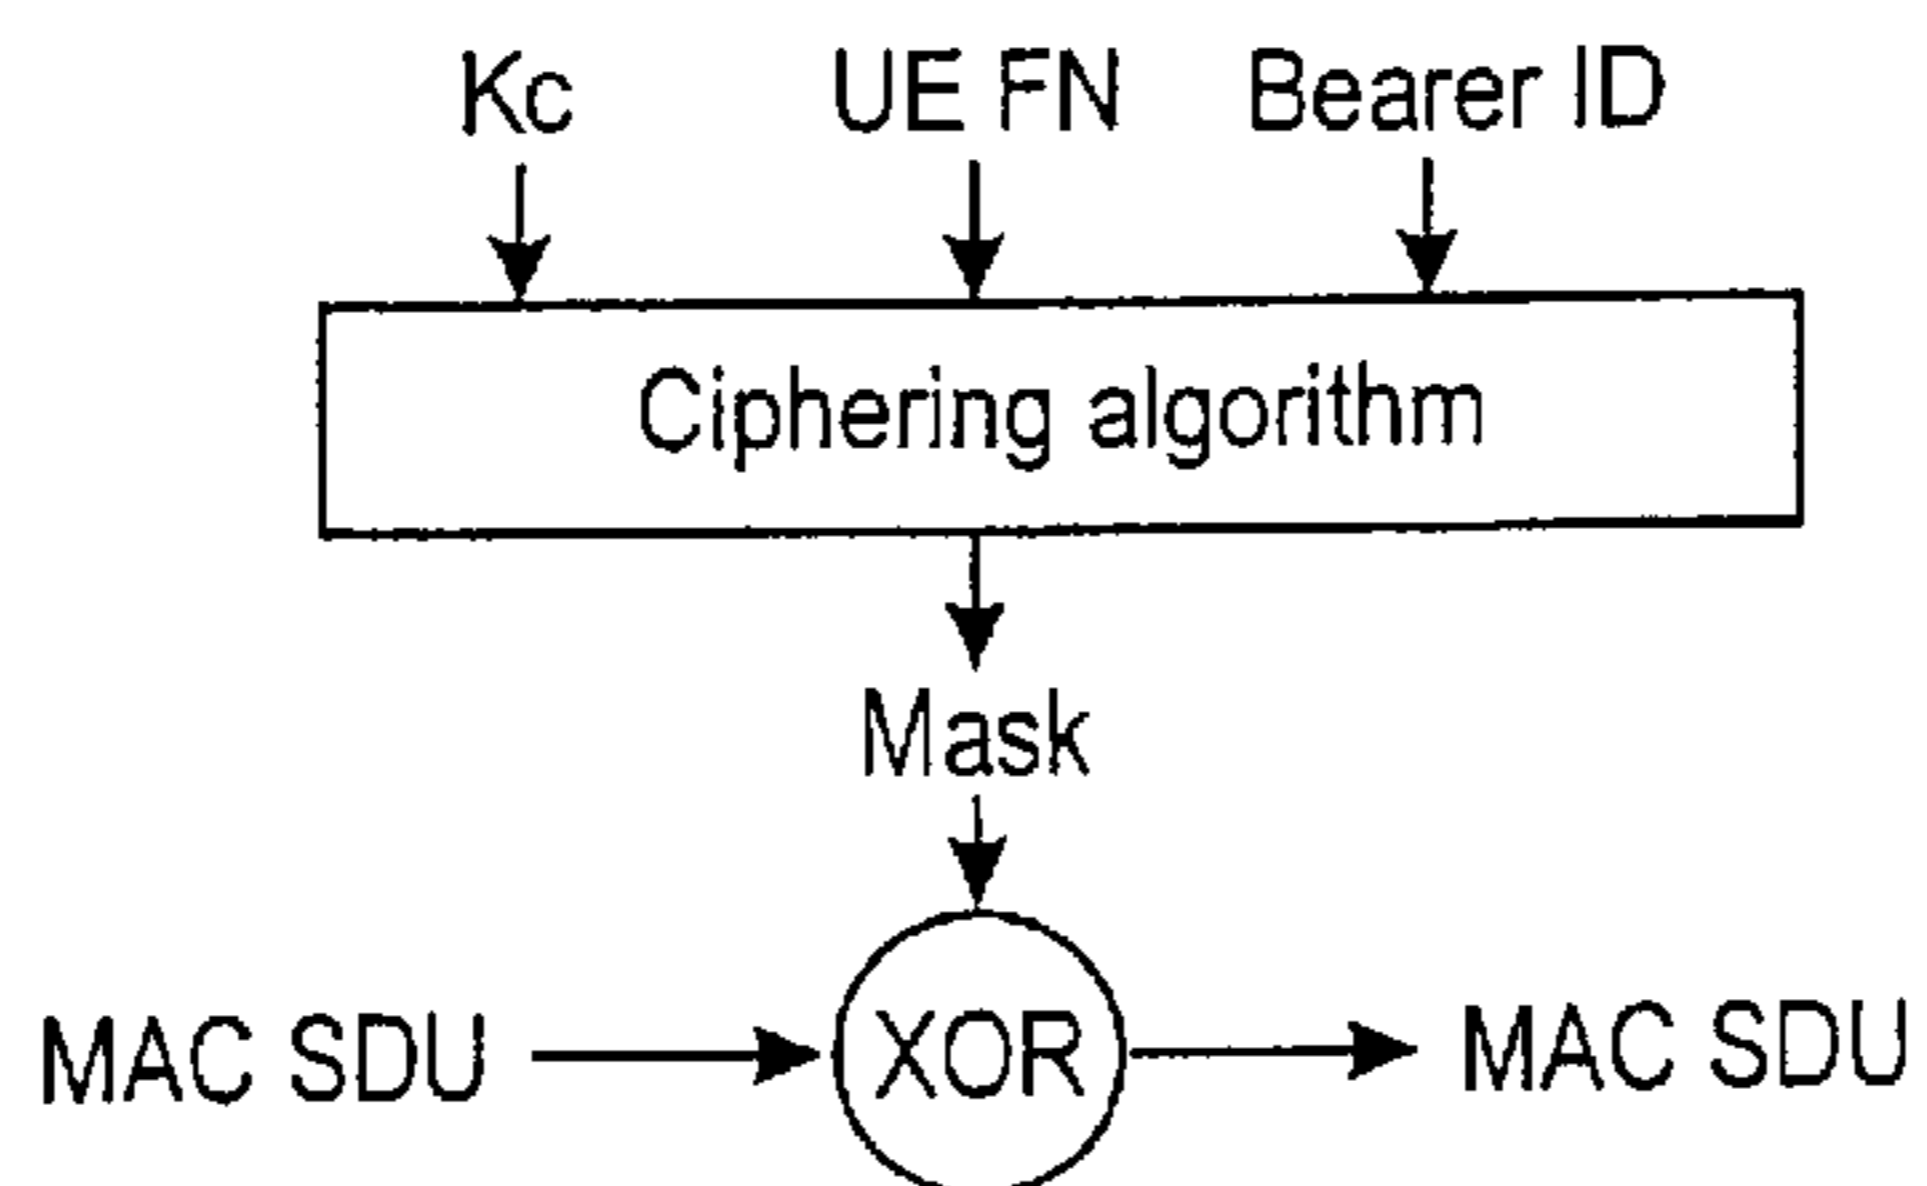 Kc UE FN Bearer ID
Ciphering algorithm
Mask
MAC SDU XOR MAC SDU